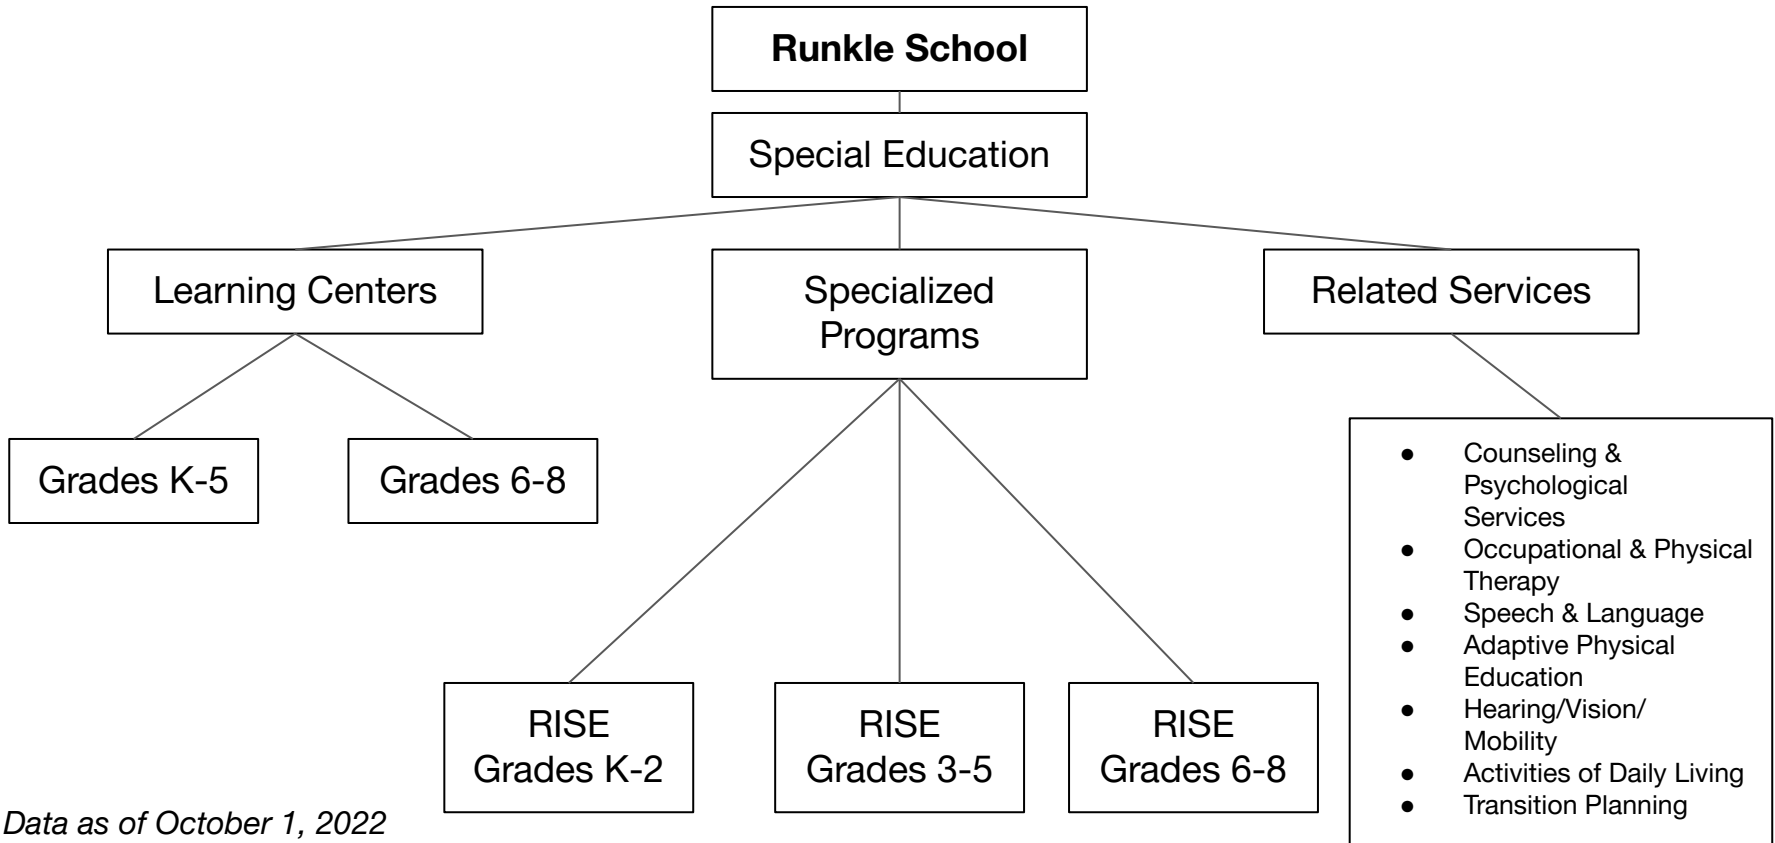 Runkle School
Special Education
Learning Centers
Specialized
Programs
Related Services
Grades K-5
Grades 6-8
RISE
Grades K-2
RISE
Grades 3-5
RISE
Grades 6-8
● Counseling &
Psychological
Services
● Occupational & Physical
Therapy
● Speech & Language
● Adaptive Physical
Education
● Hearing/Vision/
Mobility
● Activities of Daily Living
● Transition Planning
Data as of October 1, 2022